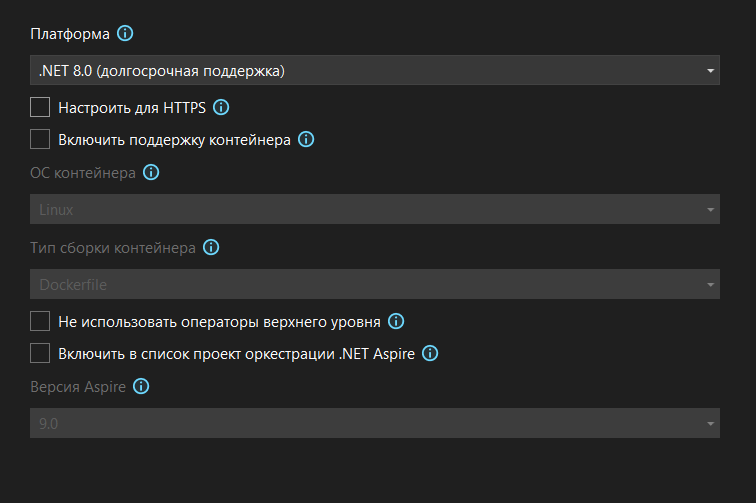 Платформа
.NET 8.0 (долгосрочная поддержка)
Настроить для HTTPS
Включить поддержку контейнера
ОС контейнера
Linux
Тип сборки контейнера
Dockerfile
Не использовать операторы верхнего уровня
Включить в список проект оркестрации .NET Aspire
Версия Aspire
9.0